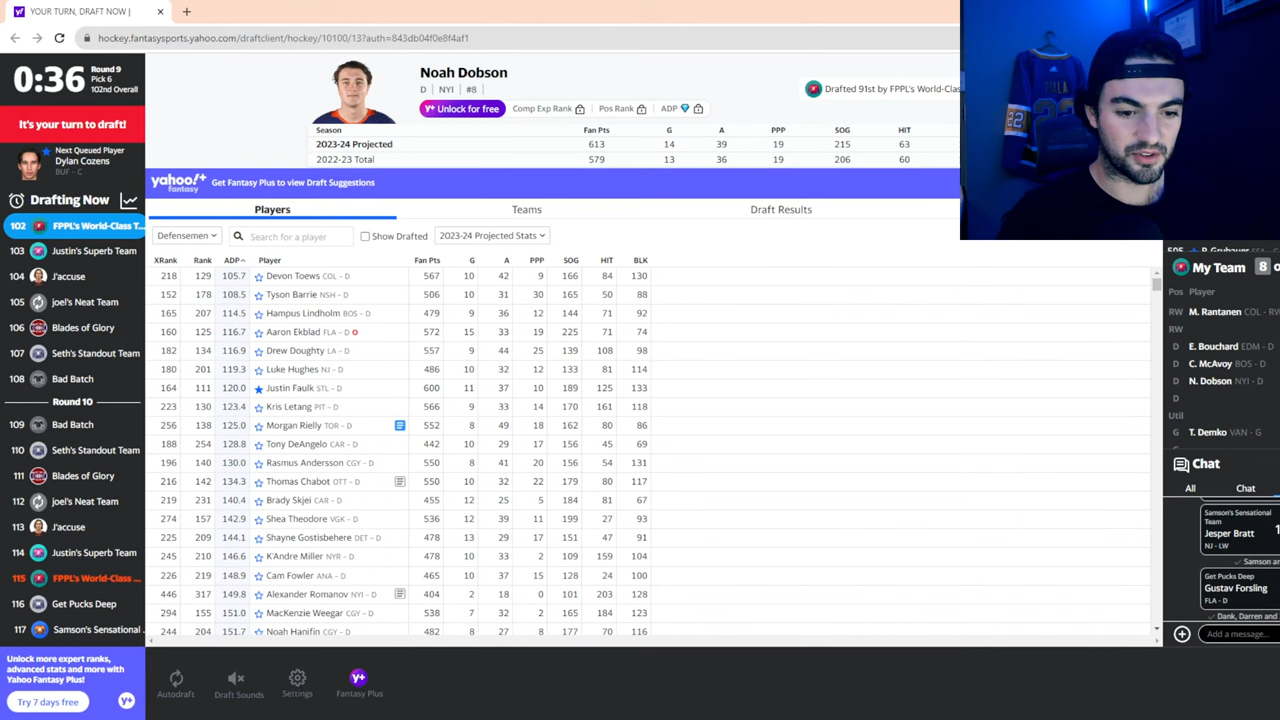 YOUR TURN, DRAFT NOW |
hockey.fantasysports.yahoo.com/draftclient/hockey/10100/13?auth=843db04f0e8f4af1
0:36
Round 9
Pick 6
102nd Overall
It's your turn to draft!
Next Queued Player
Dylan Cozens
BUF - C
Drafting Now
102 FPPL's World-Class T...
103 Justin's Superb Team
104 J'accuse
105 joel's Neat Team
106 Blades of Glory
107 Seth's Standout Team
108 Bad Batch
Round 10
109 Bad Batch
110 Seth's Standout Team
111 Blades of Glory
112 joel's Neat Team
113 J'accuse
114 Justin's Superb Team
115 FPPL's World-Class ...
116 Get Pucks Deep
117 Samson's Sensational
Unlock more expert ranks, advanced stats and more with Yahoo Fantasy Plus!
Try 7 days free
y+
Noah Dobson
D | NYI | #8
y+ Unlock for free Comp Exp Rank Pos Rank ADP
Drafted 91st by FPPL's World-Clas
Season Fan Pts G A PPP SOG HIT
2023-24 Projected 613 14 39 19 215 63
2022-23 Total 579 13 36 19 206 60
yahoo!+ fantasy Get Fantasy Plus to view Draft Suggestions
Players Teams Draft Results
Defensemen Search for a player Show Drafted 2023-24 Projected Stats
XRank Rank ADP Player Fan Pts G A PPP SOG HIT BLK
218 129 105.7 Devon Toews COL - D 567 10 42 9 166 84 130
152 178 108.5 Tyson Barrie NSH - D 506 10 31 30 165 50 88
165 207 114.5 Hampus Lindholm BOS - D 479 9 36 12 144 71 92
160 125 116.7 Aaron Ekblad FLA - D O 572 15 33 19 225 71 74
182 134 116.9 Drew Doughty LA - D 557 9 44 25 139 108 98
180 201 119.3 Luke Hughes NJ - D 486 10 32 12 133 81 114
164 111 120.0 Justin Faulk STL - D 600 11 37 10 189 125 133
223 130 123.4 Kris Letang PIT - D 566 9 33 14 170 161 118
256 138 125.0 Morgan Rielly TOR - D 552 8 49 18 162 80 86
188 254 128.8 Tony DeAngelo CAR - D 442 10 29 17 156 45 69
196 140 130.0 Rasmus Andersson CGY - D 550 8 41 20 156 54 131
216 142 134.3 Thomas Chabot OTT - D 550 10 32 22 179 80 117
219 231 140.4 Brady Skjei CAR - D 455 12 25 5 184 81 67
274 157 142.9 Shea Theodore VGK - D 536 12 39 11 199 27 93
225 209 144.1 Shayne Gostisbehere DET - D 478 13 29 17 151 47 91
245 210 146.6 K'Andre Miller NYR - D 478 10 33 2 109 159 104
226 219 148.9 Cam Fowler ANA - D 465 10 37 15 128 24 100
446 317 149.8 Alexander Romanov NYI - D 404 2 18 0 101 203 128
294 155 151.0 MacKenzie Weegar CGY - D 538 7 32 2 165 184 123
244 204 151.7 Noah Hanifin CGY - D 482 8 27 8 177 70 116
My Team 8 o
Pos Player
RW M. Rantanen COL - RW
RW
D E. Bouchard EDM - D
D C. McAvoy BOS - D
D N. Dobson NYI - D
D
Util
G T. Demko VAN - G
Chat
All Chat
Samson's Sensational Team
Jesper Bratt
NJ - LW
Samson an
Get Pucks Deep
Gustav Forsling
FLA - D
Dank, Darren and
Add a message...
Autodraft
Draft Sounds
Settings
y+
Fantasy Plus